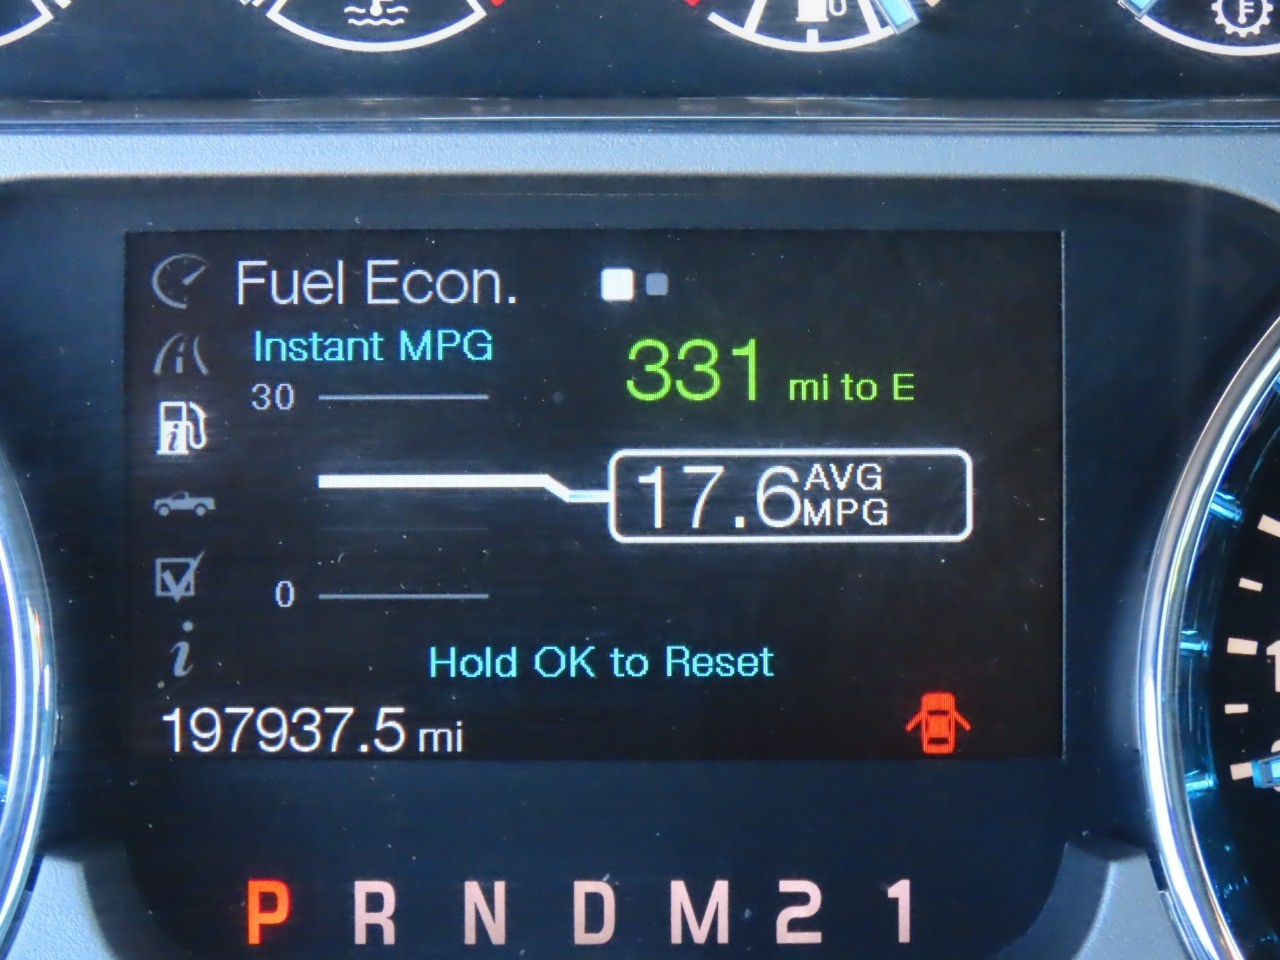 Fuel Econ.
Instant MPG
331 mi to E
30
17.6 AVG MPG
0
Hold OK to Reset
197937.5 mi
P R N D M 2 1